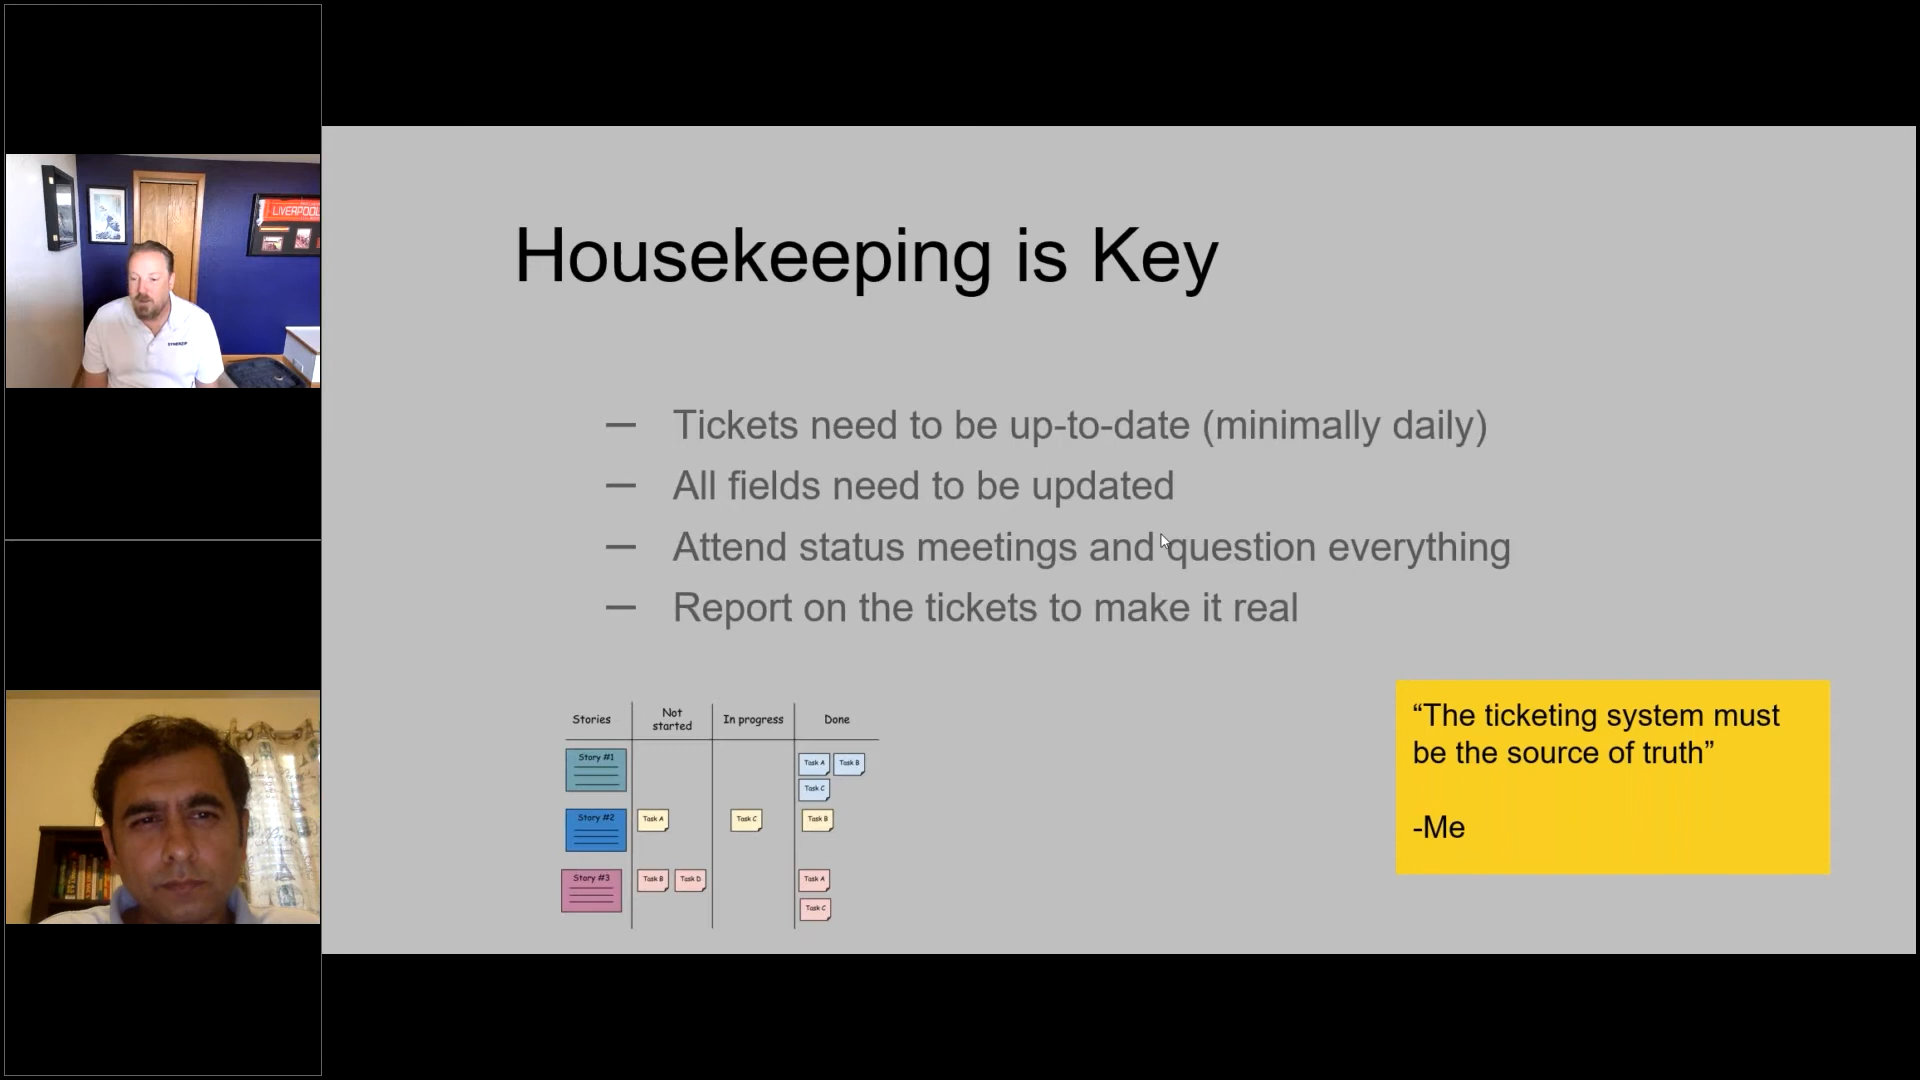 LIVERPOOL
SYNERZIP
Housekeeping is Key
— Tickets need to be up-to-date (minimally daily)
— All fields need to be updated
— Attend status meetings and question everything
— Report on the tickets to make it real
Stories
Not
started
In progress
Done
Story #1
Task A
Task B
Task C
Story #2
Task A
Task C
Task B
Story #3
Task B
Task D
Task A
Task C
“The ticketing system must
be the source of truth”
-Me